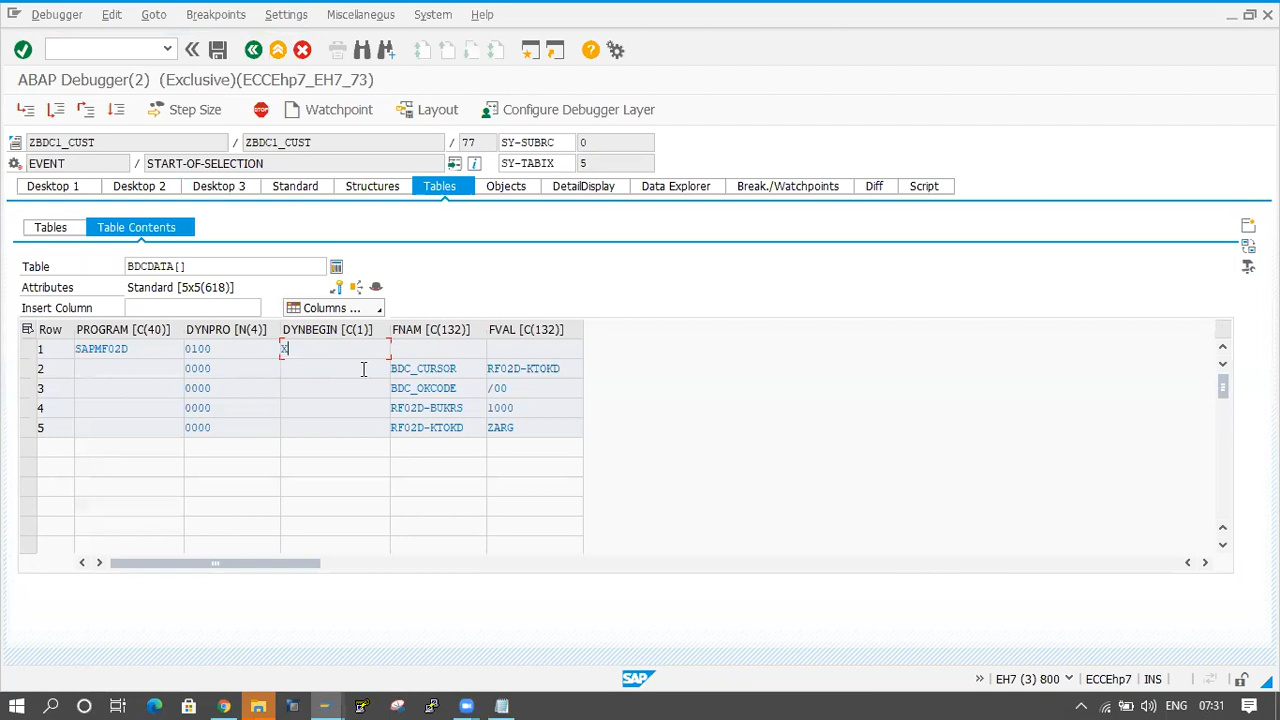 Debugger Edit Goto Breakpoints Settings Miscellaneous System Help
ABAP Debugger(2) (Exclusive)(ECCEhp7_EH7_73)
Step Size STOP Watchpoint Layout Configure Debugger Layer
ZBDC1_CUST / ZBDC1_CUST / 77 SY-SUBRC 0
EVENT START-OF-SELECTION SY-TABIX 5
Desktop 1 Desktop 2 Desktop 3 Standard Structures Tables Objects DetailDisplay Data Explorer Break./Watchpoints Diff Script
Tables Table Contents
Table BDCDATA[]
Attributes Standard [5x5(618)]
Insert Column Columns ...
Row PROGRAM [C(40)] DYNPRO [N(4)] DYNBEGIN [C(1)] FNAM [C(132)] FVAL [C(132)]
1 SAPMF02D 0100 X
2 0000 BDC_CURSOR RF02D-KTOKD
3 0000 BDC_OKCODE /00
4 0000 RF02D-BUKRS 1000
5 0000 RF02D-KTOKD ZARG
SAP EH7 (3) 800 ECCEhp7 INS
ENG 07:31